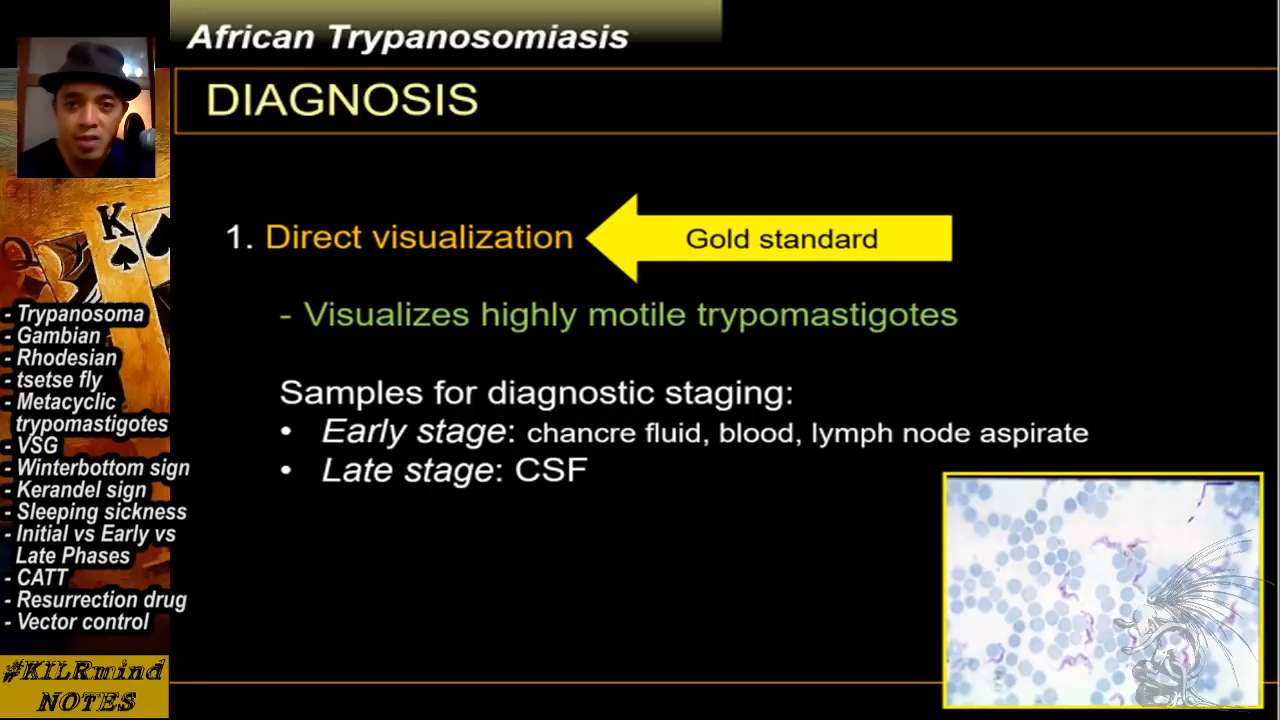 African Trypanosomiasis
DIAGNOSIS
1. Direct visualization
Gold standard
- Visualizes highly motile trypomastigotes
Samples for diagnostic staging:
• Early stage: chancre fluid, blood, lymph node aspirate
• Late stage: CSF
K
- Trypanosoma
- Gambian
- Rhodesian
- tsetse fly
- Metacyclic
trypomastigotes
- VSG
- Winterbottom sign
- Kerandel sign
- Sleeping sickness
- Initial vs Early vs
Late Phases
- CATT
- Resurrection drug
- Vector control
#KILRmind
NOTES